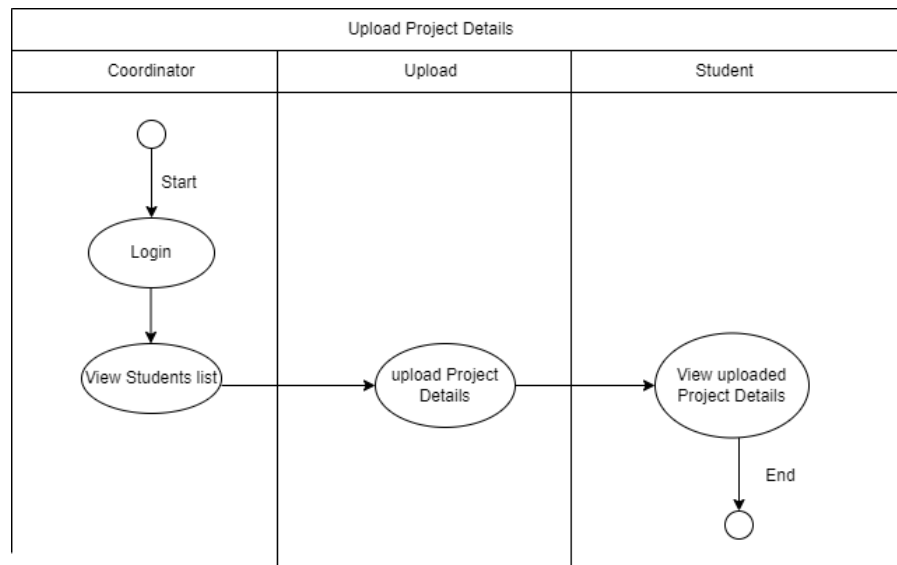 Upload Project Details
Coordinator
Upload
Student
Start
Login
View Students list
upload Project
Details
View uploaded
Project Details
End